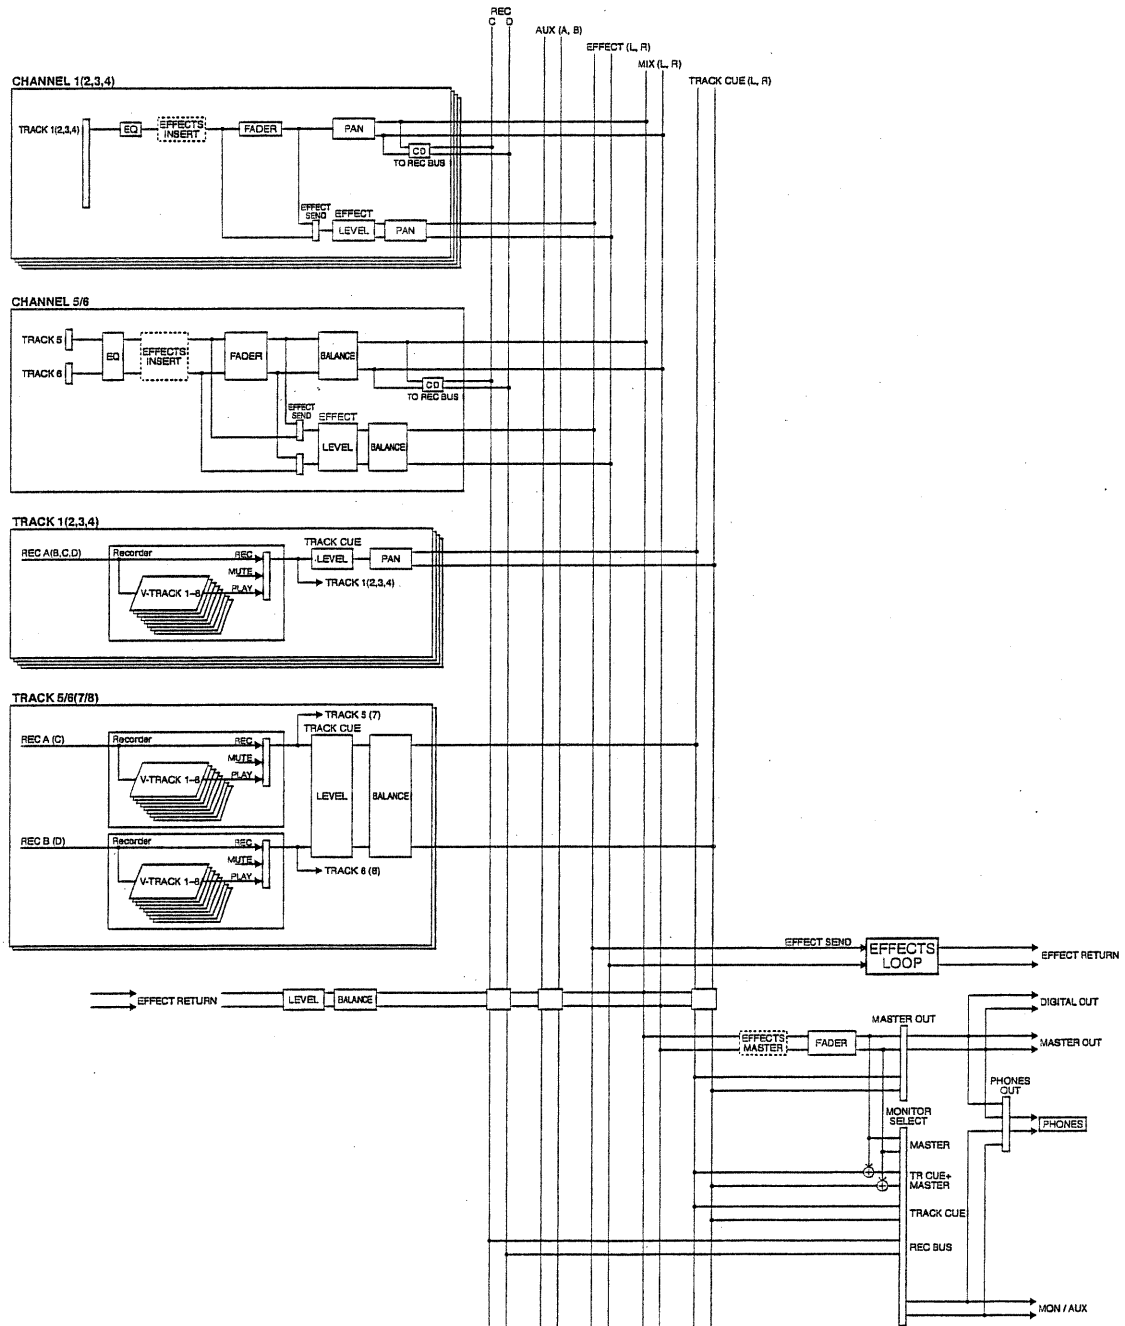 REC
C D
AUX (A, B)
EFFECT (L, R)
MIX (L, R)
TRACK CUE (L, R)
CHANNEL 1(2,3,4)
TRACK 1(2,3,4)
EQ
EFFECTS
INSERT
FADER
PAN
CD
TO REC BUS
EFFECT
SEND
EFFECT
LEVEL
PAN
CHANNEL 5/6
TRACK 5
TRACK 6
EQ
EFFECTS
INSERT
FADER
BALANCE
CD
TO REC BUS
EFFECT
SEND
EFFECT
LEVEL
BALANCE
TRACK 1(2,3,4)
REC A(B,C,D)
Recorder
REC
MUTE
PLAY
V-TRACK 1–8
TRACK CUE
LEVEL
PAN
TRACK 1(2,3,4)
TRACK 5/6(7/8)
TRACK 5 (7)
TRACK CUE
REC A (C)
Recorder
REC
MUTE
PLAY
V-TRACK 1–8
LEVEL
BALANCE
REC B (D)
Recorder
REC
MUTE
PLAY
V-TRACK 1–8
TRACK 6 (8)
EFFECT SEND
EFFECTS
LOOP
EFFECT RETURN
EFFECT RETURN
LEVEL
BALANCE
DIGITAL OUT
MASTER OUT
EFFECTS
MASTER
FADER
MASTER OUT
PHONES
OUT
MONITOR
SELECT
PHONES
MASTER
TR CUE+
MASTER
TRACK CUE
REC BUS
MON / AUX